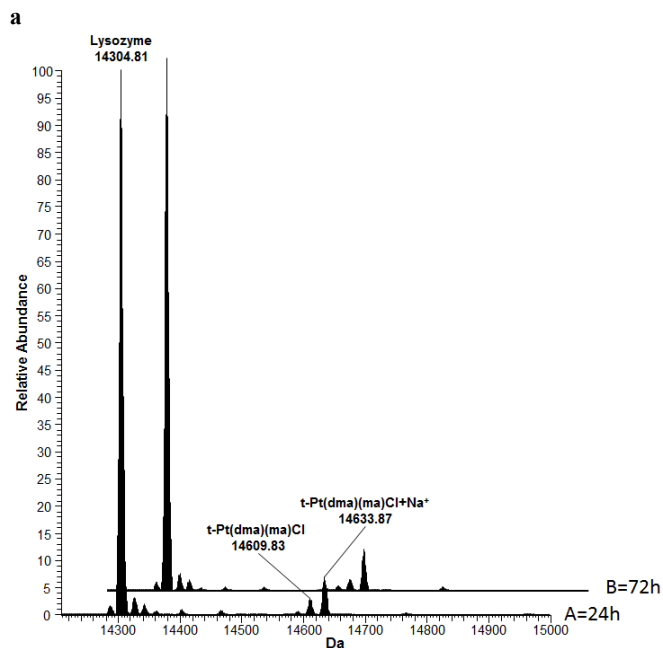 a
Lysozyme
14304.81
100
95
90
85
80
75
70
65
60
55
50
45
40
35
30
25
20
15
10
5
0
Relative Abundance
t-Pt(dma)(ma)Cl+Na⁺
14633.87
t-Pt(dma)(ma)Cl
14609.83
B=72h
A=24h
14300 14400 14500 14600 14700 14800 14900 15000
Da